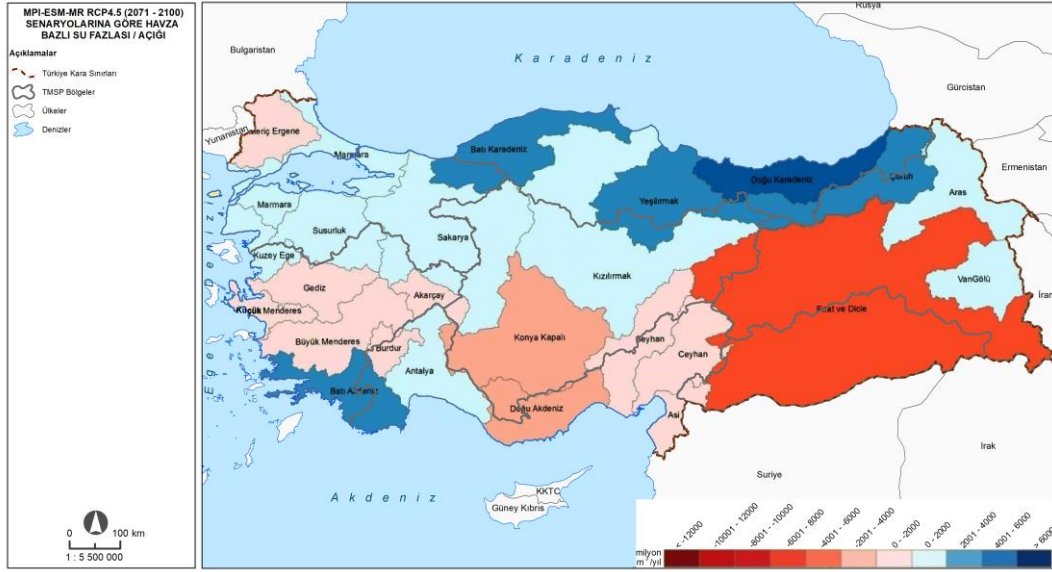 MPI-ESM-MR RCP4.5 (2071 - 2100)
SENARYOLARINA GÖRE HAVZA
BAZLI SU FAZLASI / AÇIĞI
Açıklamalar
Türkiye Kara Sınırları
TMSP Bölgeler
Ülkeler
Denizler
0 100 km
1 : 5 500 000
Rusya
Bulgaristan
Karadeniz
Gürcistan
Yunanistan
Meriç Ergene
Marmara
Batı Karadeniz
Ermenistan
Doğu Karadeniz
Çoruh
Aras
Yeşilırmak
Marmara
Susurluk
Sakarya
Kuzey Ege
Kızılırmak
VanGölü
İran
Ege Denizi
Gediz
Akarçay
Küçük Menderes
Fırat ve Dicle
Büyük Menderes
Burdur
Konya Kapalı
Seyhan
Ceyhan
Antalya
Batı Akdeniz
Doğu Akdeniz
Asi
Irak
Suriye
Akdeniz
KKTC
Güney Kıbrıs
milyon
m³/yıl
< -12000
-10001 - -12000
-8001 - -10000
-6001 - -8000
-4001 - -6000
-2001 - -4000
0 - -2000
0 - 2000
2001 - 4000
4001 - 6000
> 6000